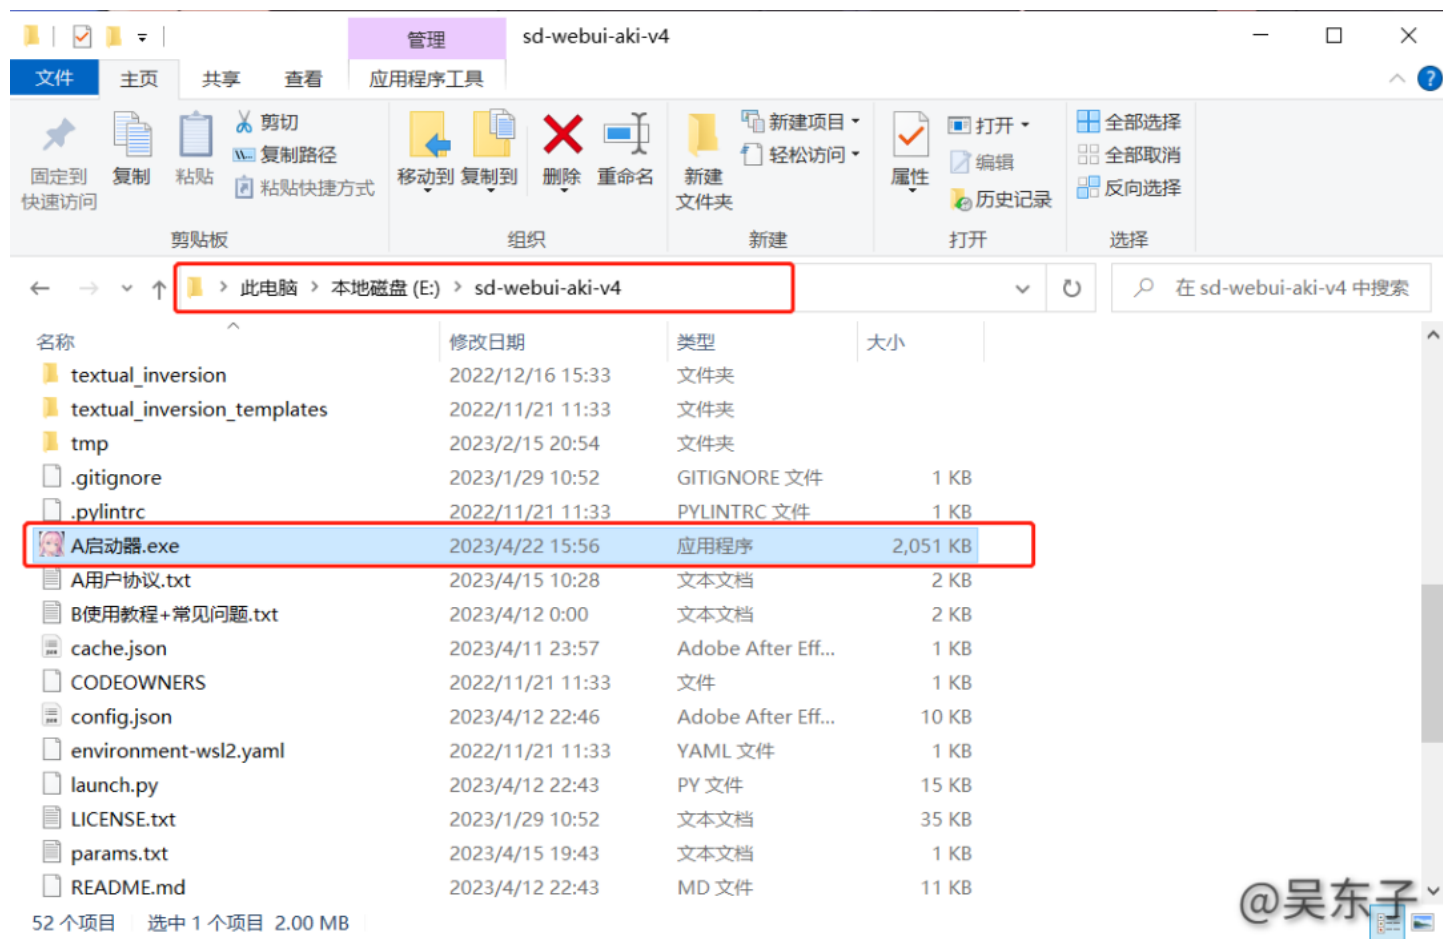 管理
sd-webui-aki-v4
文件 主页 共享 查看 应用程序工具
固定到
快速访问
复制
粘贴
剪切
复制路径
粘贴快捷方式
剪贴板
移动到 复制到 删除 重命名
组织
新建
文件夹
新建项目
轻松访问
新建
属性
打开
编辑
历史记录
打开
全部选择
全部取消
反向选择
选择
此电脑 本地磁盘 (E:) sd-webui-aki-v4
在 sd-webui-aki-v4 中搜索
名称 修改日期 类型 大小
textual_inversion 2022/12/16 15:33 文件夹
textual_inversion_templates 2022/11/21 11:33 文件夹
tmp 2023/2/15 20:54 文件夹
.gitignore 2023/1/29 10:52 GITIGNORE 文件 1 KB
.pylintrc 2022/11/21 11:33 PYLINTRC 文件 1 KB
A启动器.exe 2023/4/22 15:56 应用程序 2,051 KB
A用户协议.txt 2023/4/15 10:28 文本文档 2 KB
B使用教程+常见问题.txt 2023/4/12 0:00 文本文档 2 KB
cache.json 2023/4/11 23:57 Adobe After Eff... 1 KB
CODEOWNERS 2022/11/21 11:33 文件 1 KB
config.json 2023/4/12 22:46 Adobe After Eff... 10 KB
environment-wsl2.yaml 2022/11/21 11:33 YAML 文件 1 KB
launch.py 2023/4/12 22:43 PY 文件 15 KB
LICENSE.txt 2023/1/29 10:52 文本文档 35 KB
params.txt 2023/4/15 19:43 文本文档 1 KB
README.md 2023/4/12 22:43 MD 文件 11 KB
52 个项目 选中 1 个项目 2.00 MB
@吴东子